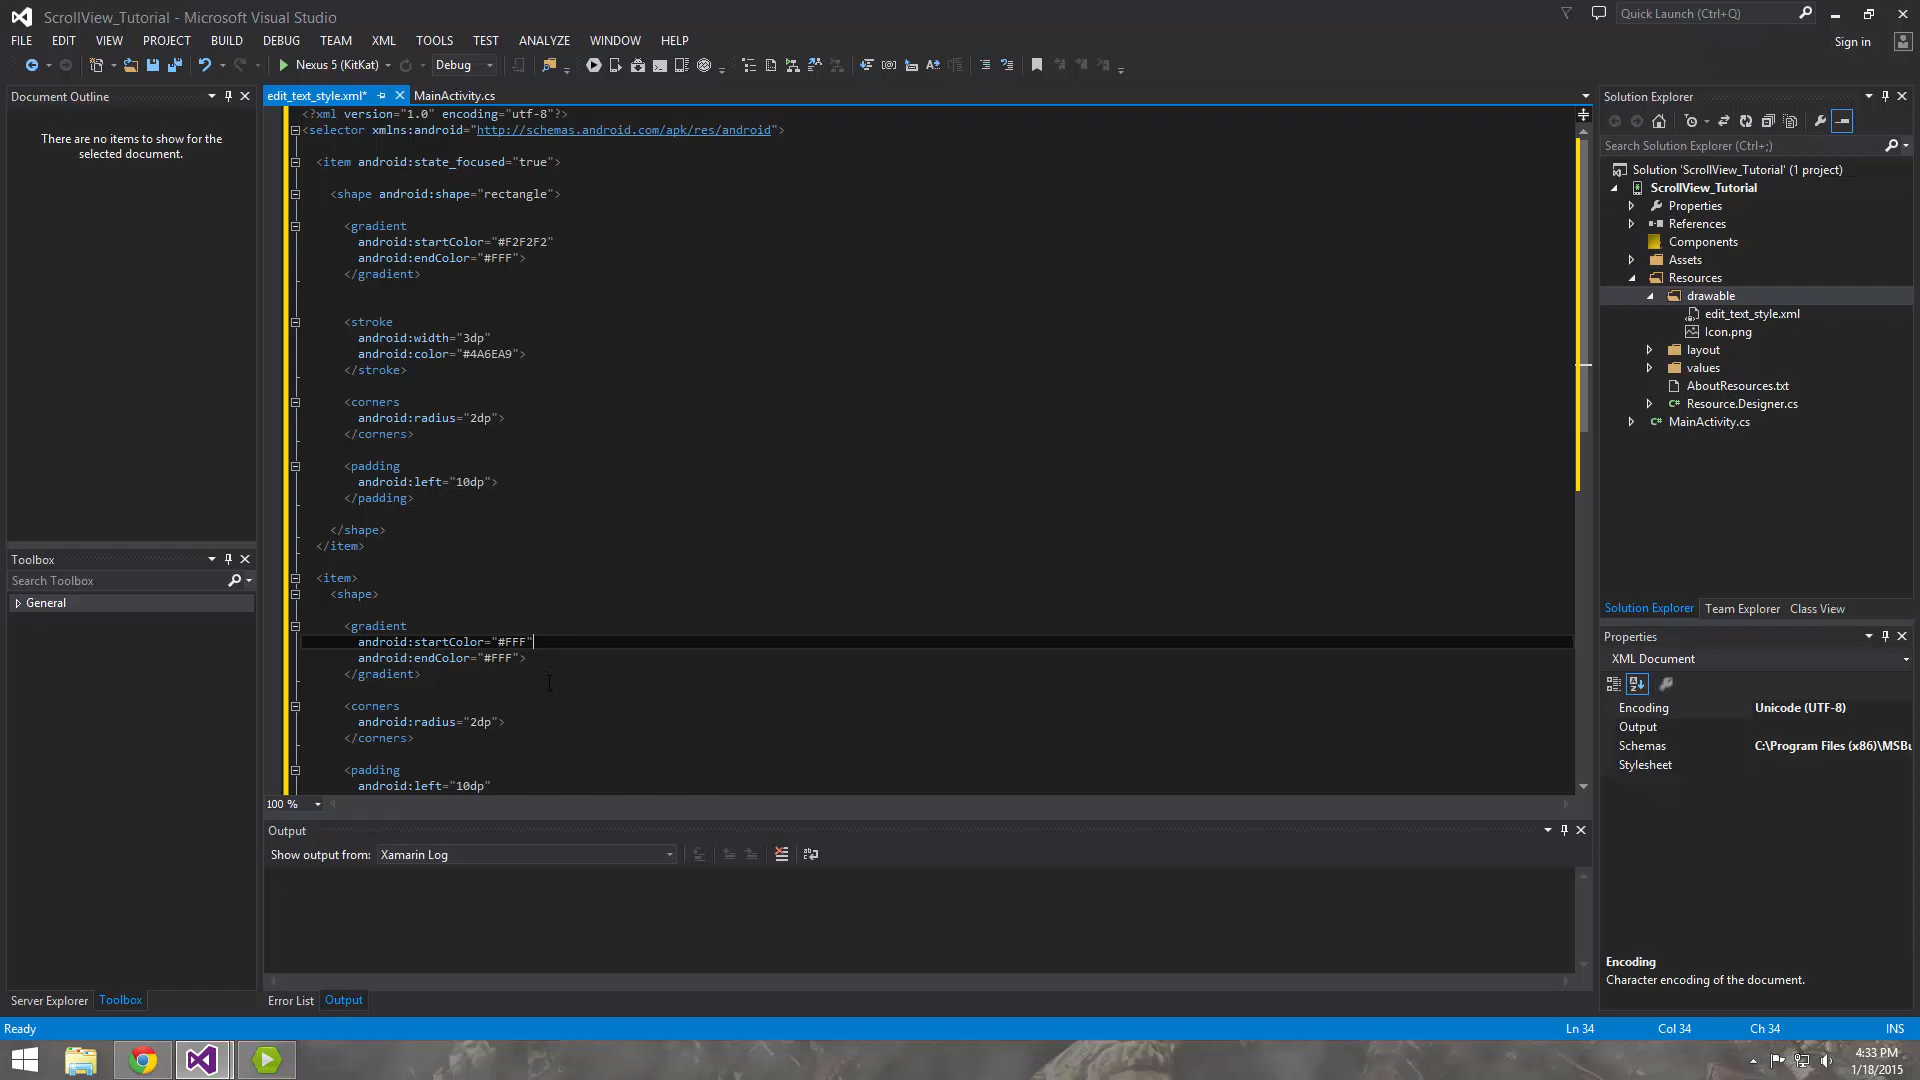 ScrollView_Tutorial - Microsoft Visual Studio
Quick Launch (Ctrl+Q)
FILE EDIT VIEW PROJECT BUILD DEBUG TEAM XML TOOLS TEST ANALYZE WINDOW HELP
Sign in
Nexus 5 (KitKat)
Debug
Document Outline
There are no items to show for the
selected document.
Toolbox
Search Toolbox
General
Server Explorer Toolbox
edit_text_style.xml*
MainActivity.cs
<?xml version="1.0" encoding="utf-8"?>
<selector xmlns:android="http://schemas.android.com/apk/res/android">
<item android:state_focused="true">
<shape android:shape="rectangle">
<gradient
android:startColor="#F2F2F2"
android:endColor="#FFF">
</gradient>
<stroke
android:width="3dp"
android:color="#4A6EA9">
</stroke>
<corners
android:radius="2dp">
</corners>
<padding
android:left="10dp">
</padding>
</shape>
</item>
<item>
<shape>
<gradient
android:startColor="#FFF"
android:endColor="#FFF">
</gradient>
<corners
android:radius="2dp">
</corners>
<padding
android:left="10dp"
100 %
Output
Show output from: Xamarin Log
Error List Output
Solution Explorer
Search Solution Explorer (Ctrl+;)
Solution 'ScrollView_Tutorial' (1 project)
ScrollView_Tutorial
Properties
References
Components
Assets
Resources
drawable
edit_text_style.xml
Icon.png
layout
values
AboutResources.txt
Resource.Designer.cs
MainActivity.cs
Solution Explorer Team Explorer Class View
Properties
XML Document
Encoding Unicode (UTF-8)
Output
Schemas C:\Program Files (x86)\MSBu
Stylesheet
Encoding
Character encoding of the document.
Ready
Ln 34 Col 34 Ch 34 INS
4:33 PM
1/18/2015